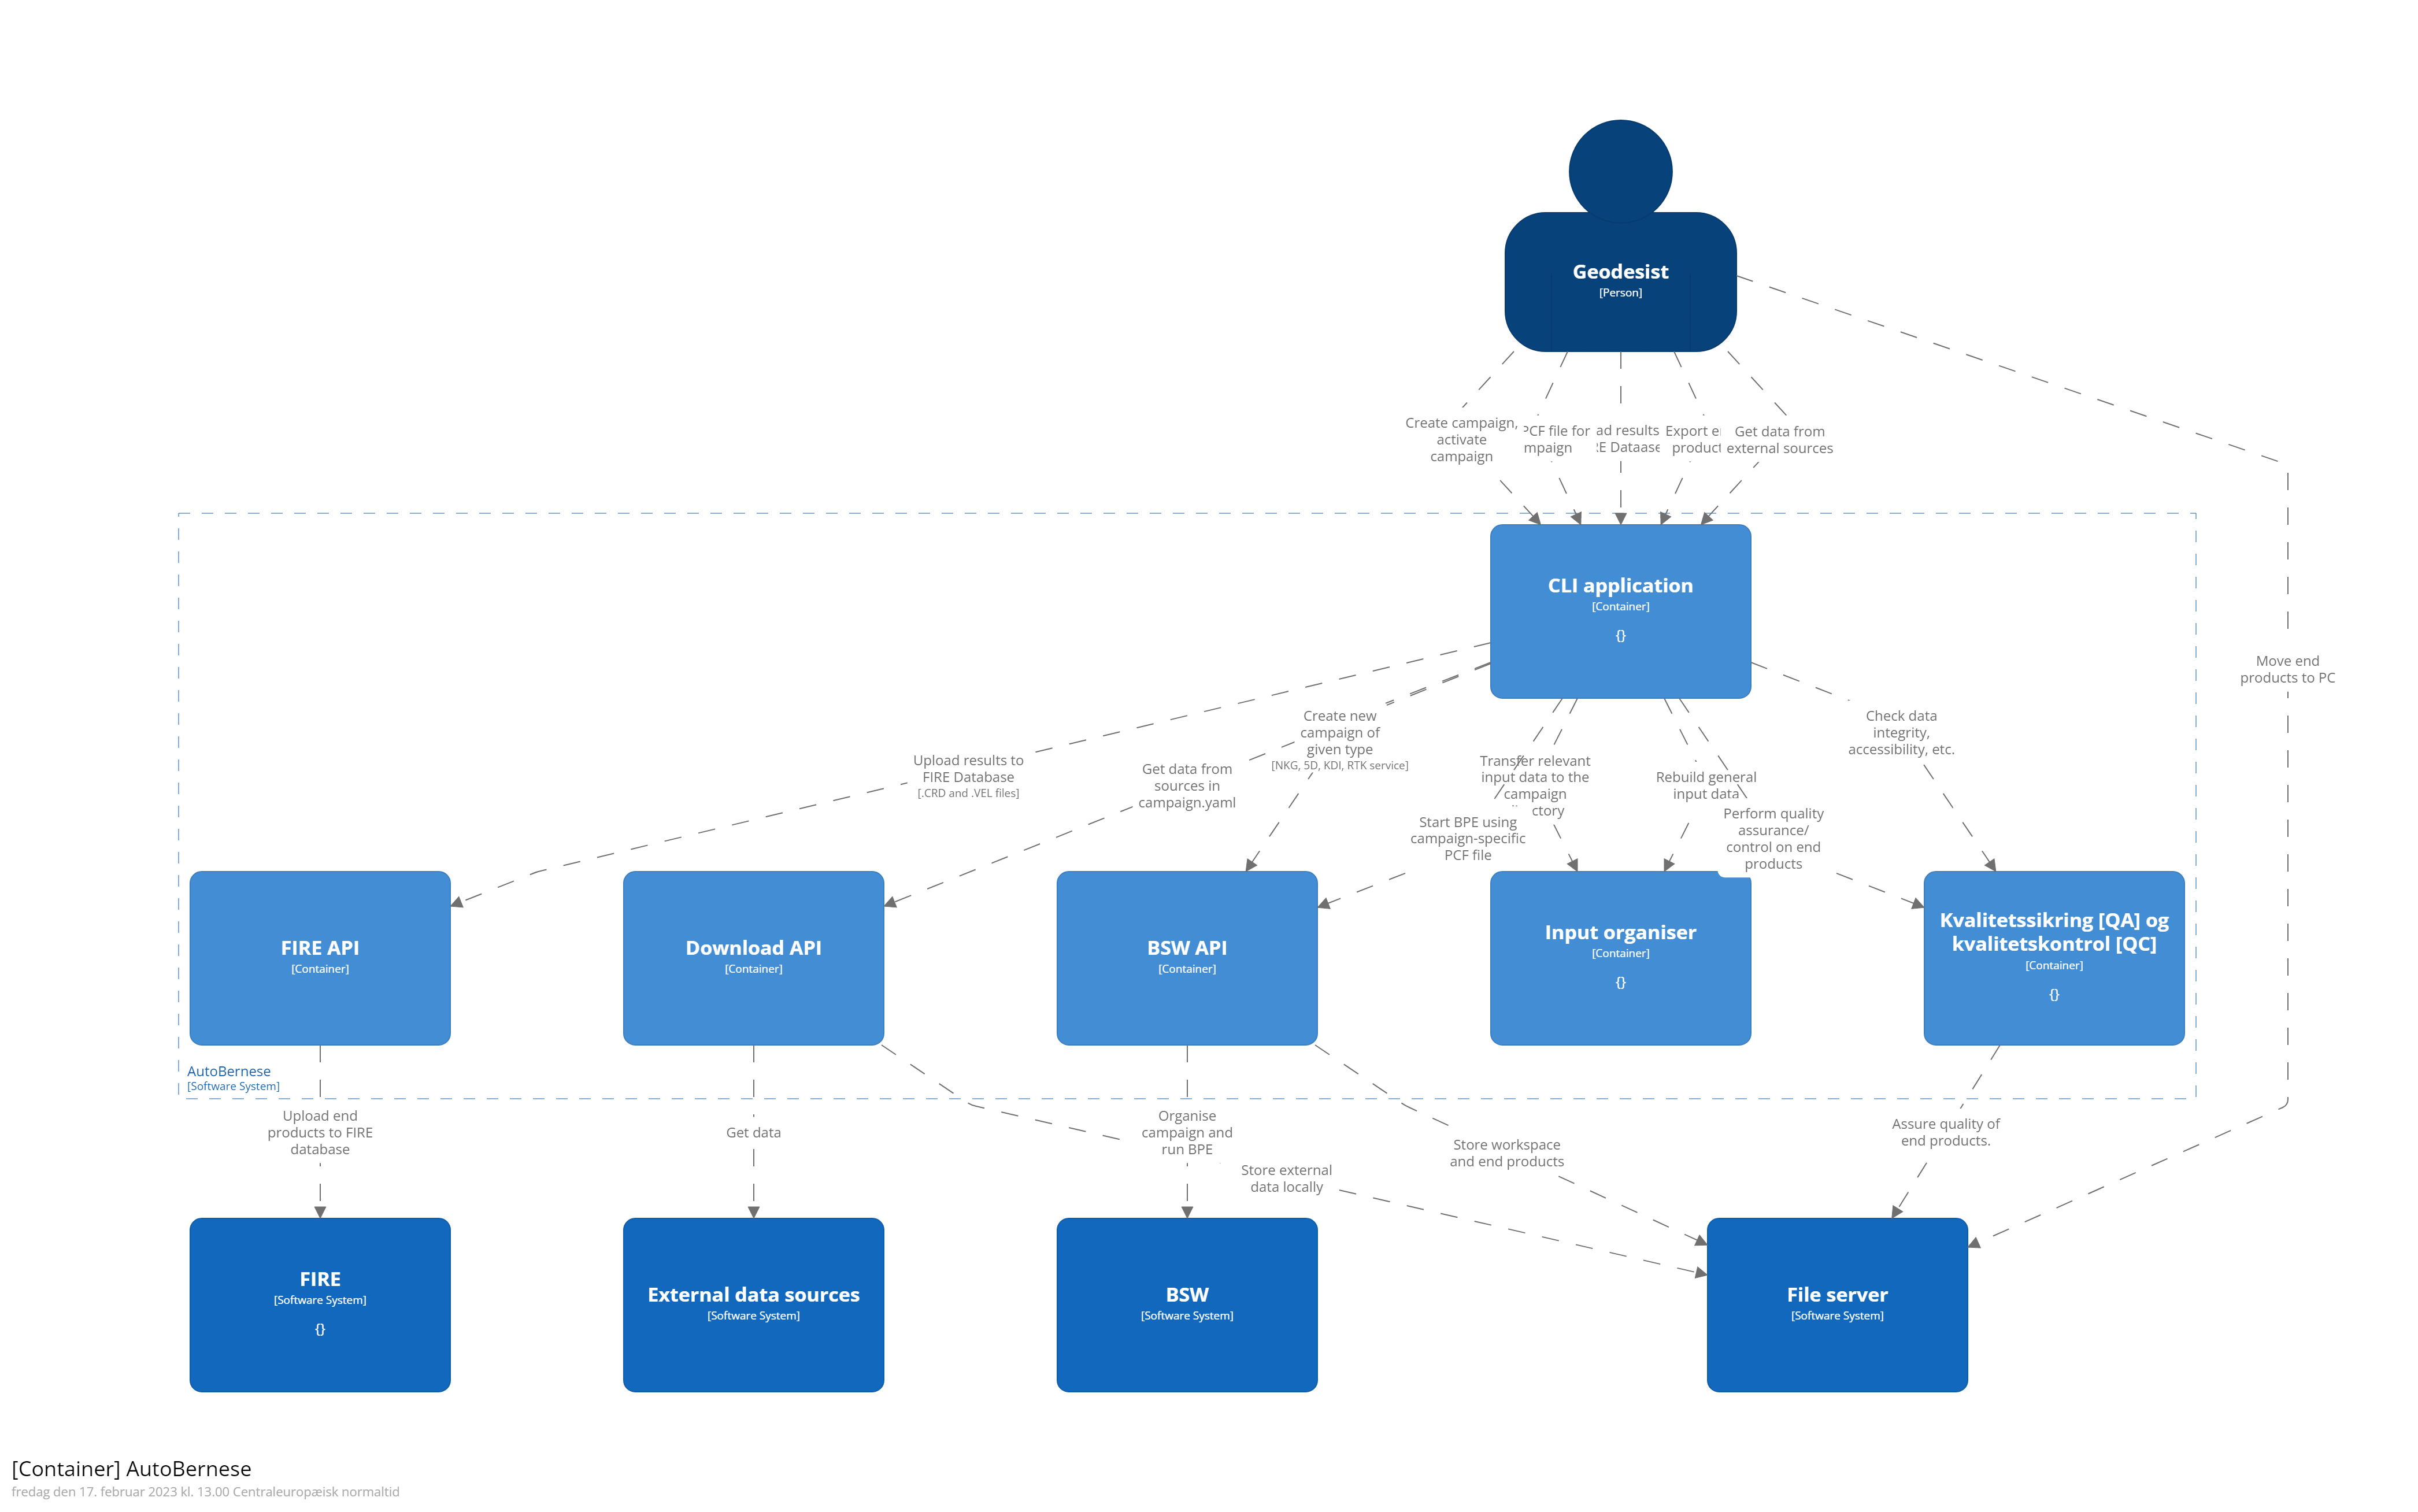 Geodesist
[Person]
Create campaign,
activate
campaign
PCF file for
results
Export
Get data from
external sources
Move end
products to PC
CLI application
[Container]
{}
Upload results to
FIRE Database
[.CRD and .VEL files]
Get data from
sources in
campaign.yaml
Create new
campaign of
given type
[NKG, 5D, KDI, RTK service]
Start BPE using
campaign-specific
PCF file
Transfer relevant
input data to the
campaign
Rebuild general
input data
Perform quality
assurance/
control on end
products
Check data
integrity,
accessibility, etc.
FIRE API
[Container]
Download API
[Container]
BSW API
[Container]
Input organiser
[Container]
{}
Kvalitetssikring [QA] og
kvalitetskontrol [QC]
[Container]
{}
AutoBernese
[Software System]
Upload end
products to FIRE
database
Get data
Organise
campaign and
run BPE
Store external
data locally
Store workspace
and end products
Assure quality of
end products.
FIRE
[Software System]
{}
External data sources
[Software System]
BSW
[Software System]
File server
[Software System]
[Container] AutoBernese
fredag den 17. februar 2023 kl. 13.00 Centraleuropæisk normaltid